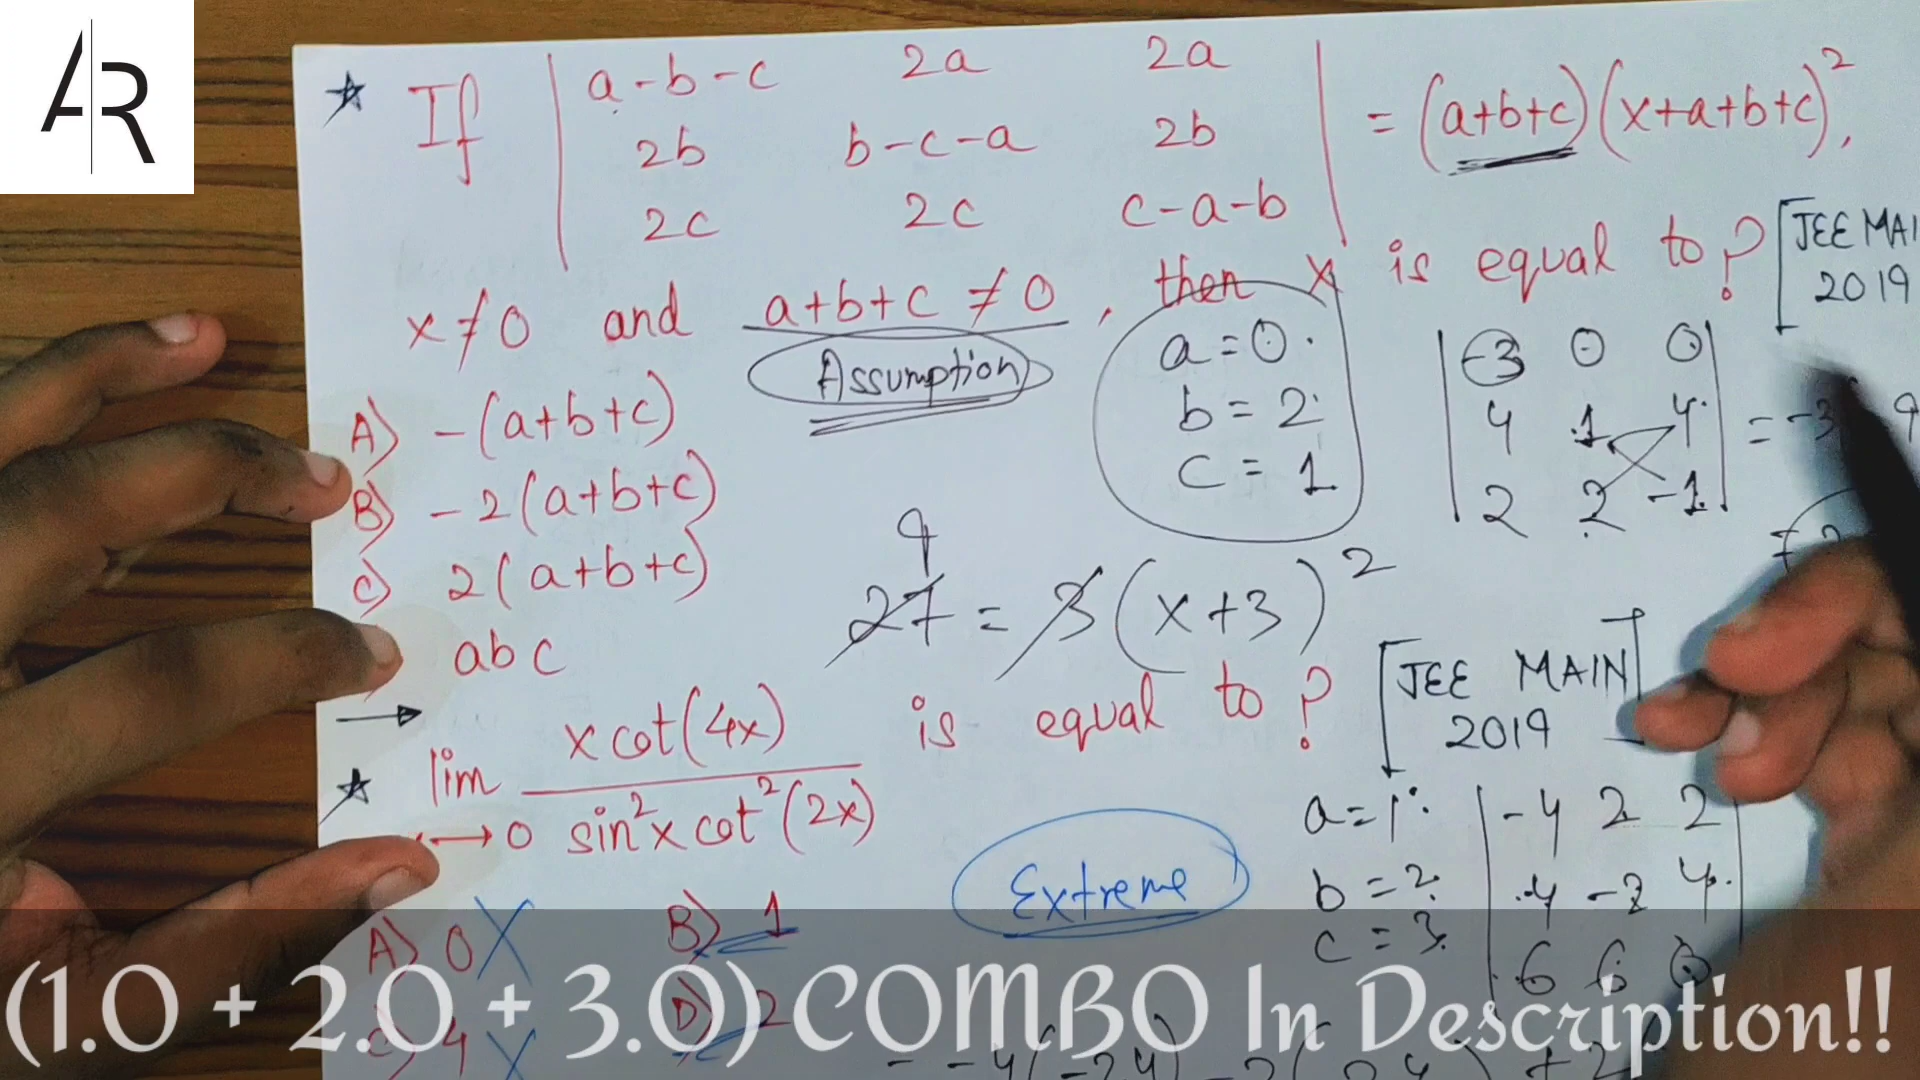 AR
If | a-b-c 2a 2a |
| 2b b-c-a 2b | = (a+b+c)(x+a+b+c)²,
| 2c 2c c-a-b |
x≠0 and a+b+c ≠ 0, then x is equal to? [JEE MAI
2019
Assumption
a=0
b=2
c=1
| -3 0 0 |
| 4 1 4 | = -3 9
| 2 2 -1 |
A) -(a+b+c)
B) -2(a+b+c)
C) 2(a+b+c)
abc
9
27 = 3(x+3)²
lim x cot(4x) is equal to? [JEE MAIN
→0 sin²x cot²(2x) 2019]
Extreme
a=1
b=2
c=3
| -4 2 2 |
| 4 -2 4 |
| 6 6 0 |
A) 0 X B) 1
C) 4 X D) 2
(1.0 + 2.0 + 3.0) COMBO In Description!!